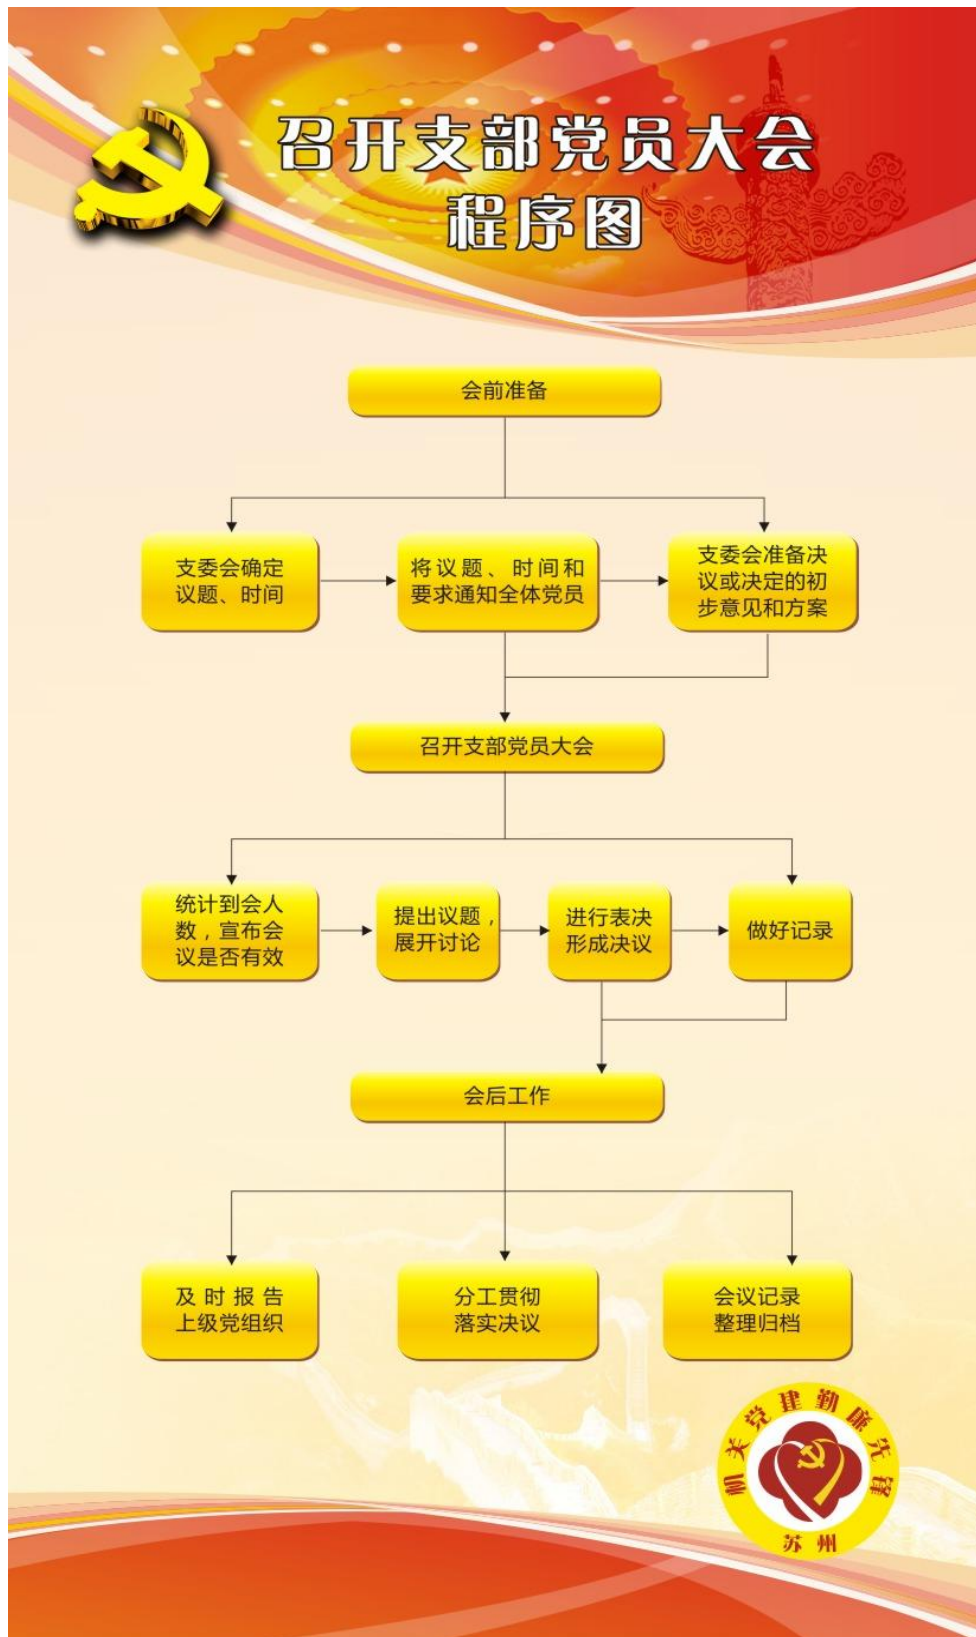 召开支部党员大会
程序图
会前准备
支委会确定
议题、时间
将议题、时间和
要求通知全体党员
支委会准备决
议或决定的初
步意见和方案
召开支部党员大会
统计到会人
数，宣布会
议是否有效
提出议题，
展开讨论
进行表决
形成决议
做好记录
会后工作
及时报告
上级党组织
分工贯彻
落实决议
会议记录
整理归档
机关党建勤廉先锋
苏州